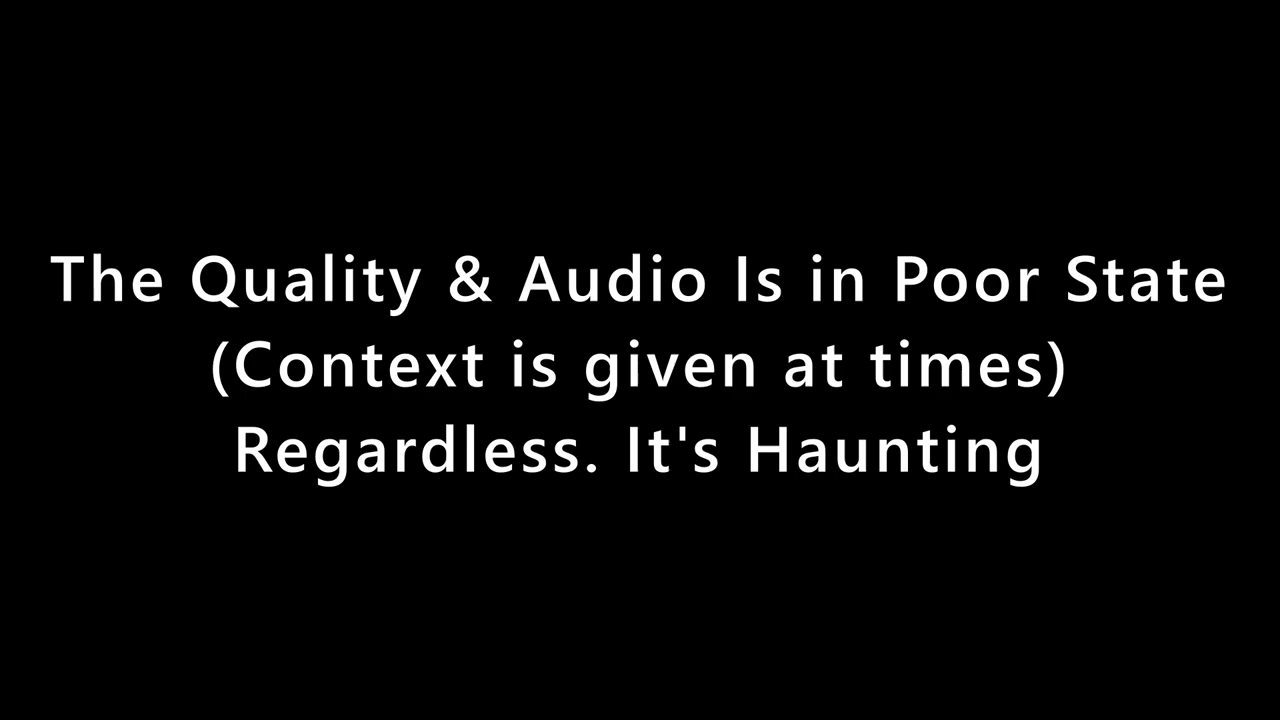 The Quality & Audio Is in Poor State
(Context is given at times)
Regardless. It's Haunting